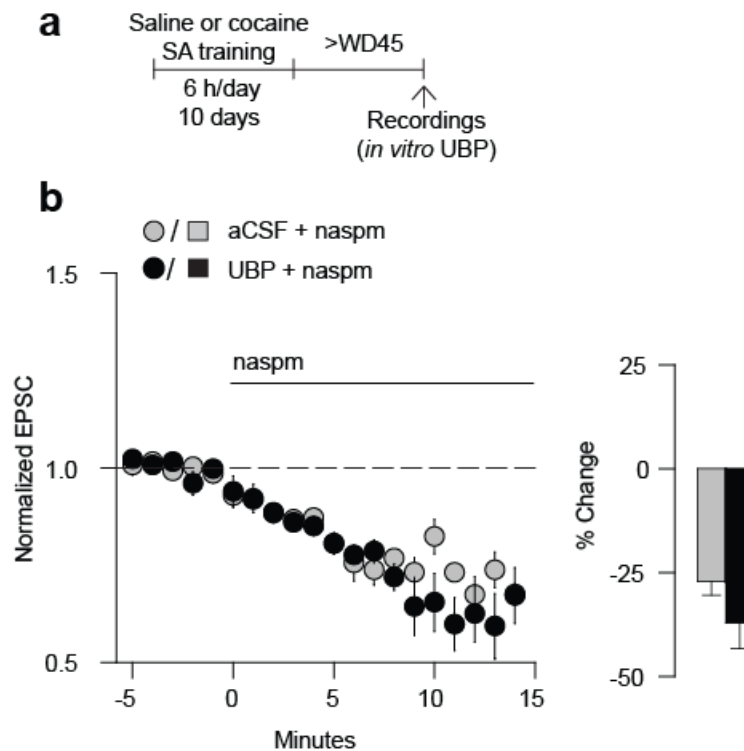 a
Saline or cocaine
SA training
>WD45
6 h/day
10 days
Recordings
(in vitro UBP)
b
/ aCSF + naspm
/ UBP + naspm
1.5
naspm
1.0
0.5
Normalized EPSC
-5 0 5 10 15
Minutes
25
0
-25
-50
% Change